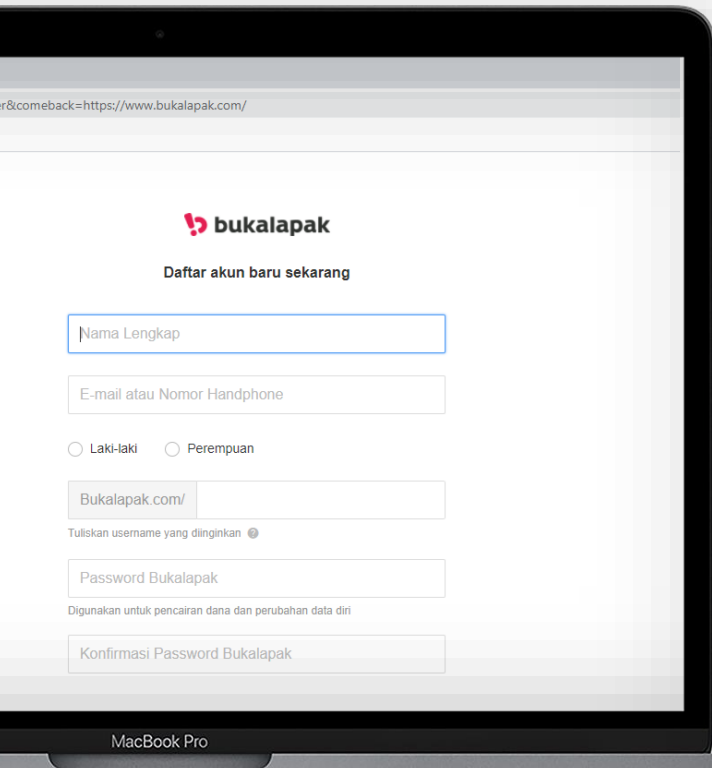 er&comeback=https://www.bukalapak.com/
bukalapak
Daftar akun baru sekarang
Nama Lengkap
E-mail atau Nomor Handphone
Laki-laki Perempuan
Bukalapak.com/
Tuliskan username yang diinginkan ?
Password Bukalapak
Digunakan untuk pencairan dana dan perubahan data diri
Konfirmasi Password Bukalapak
MacBook Pro